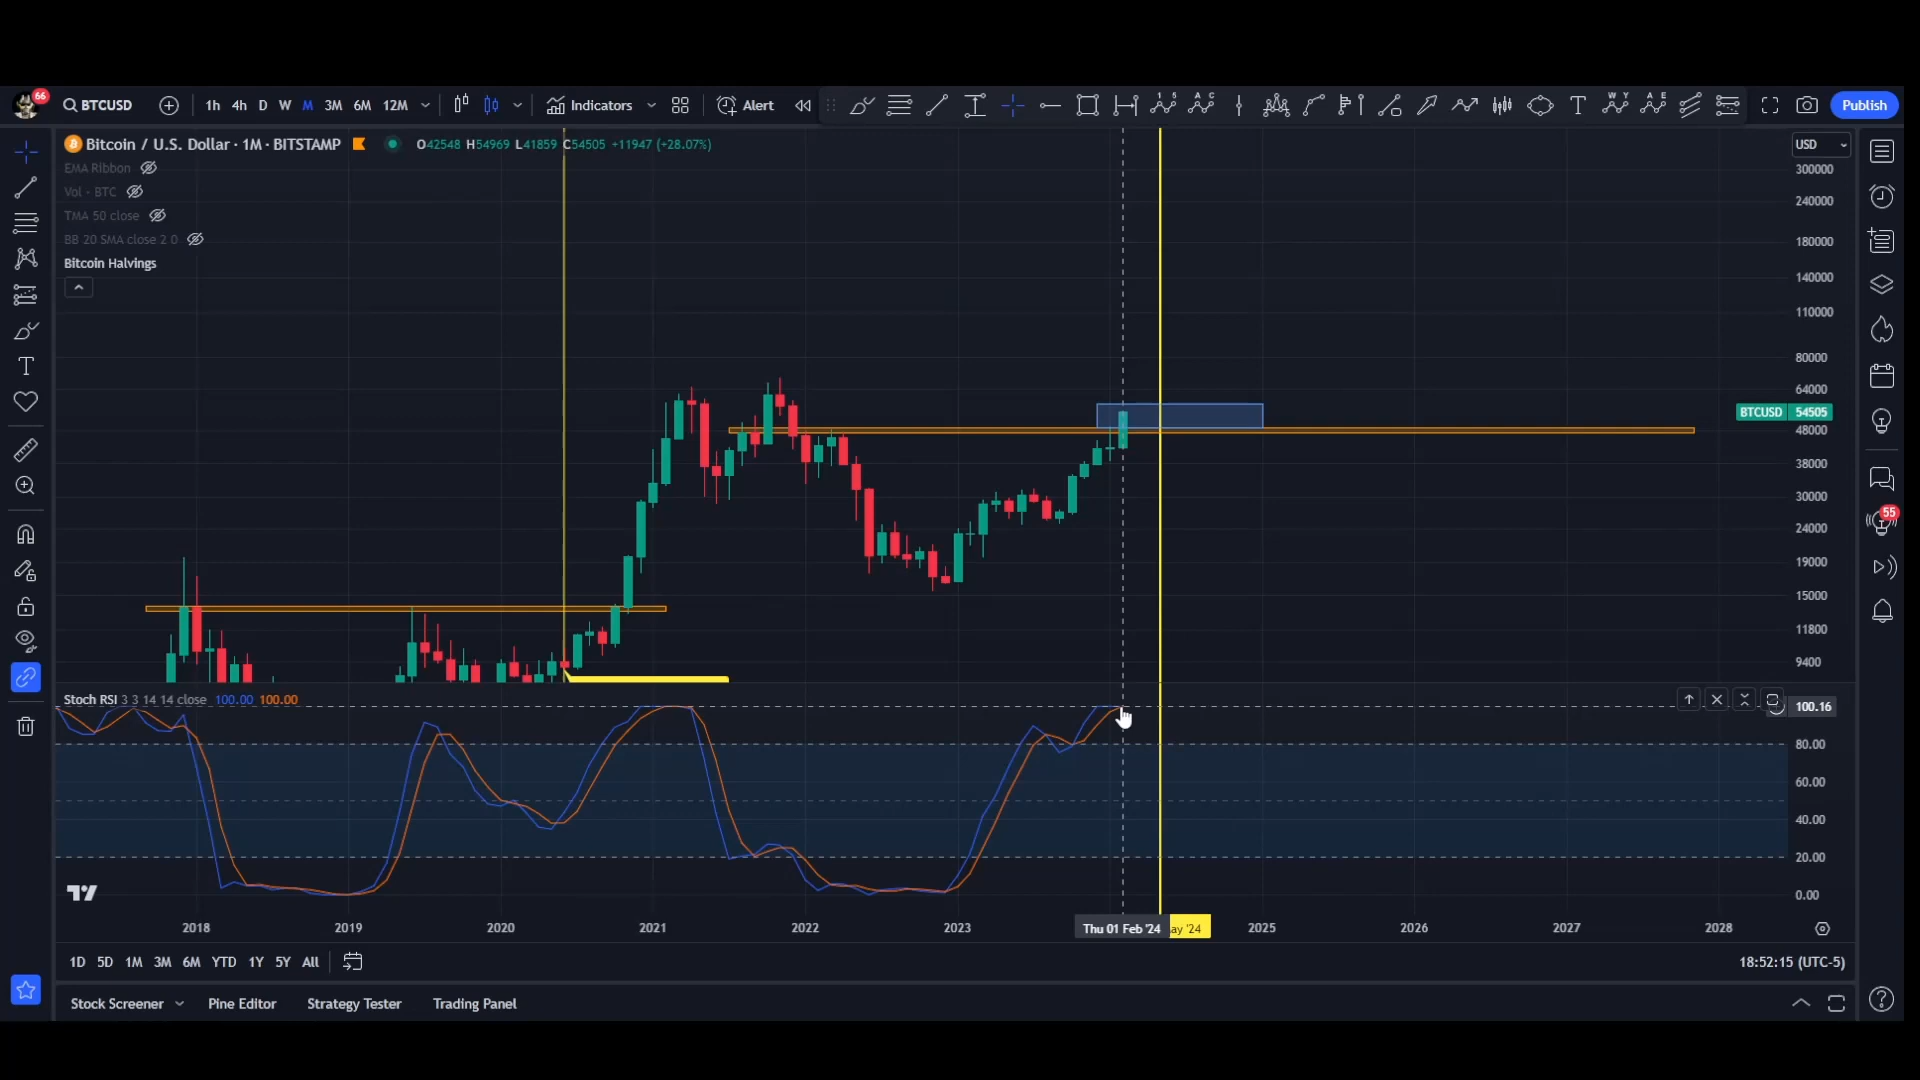 66
BTCUSD
1h 4h D W M 3M 6M 12M
Indicators
Alert
Publish
Bitcoin / U.S. Dollar · 1M · BITSTAMP
O42548 H54969 L41859 C54505 +11947 (+28.07%)
EMA Ribbon
Vol · BTC
TMA 50 close
BB 20 SMA close 2 0
Bitcoin Halvings
USD
300000
240000
180000
140000
110000
80000
64000
BTCUSD 54505
48000
38000
30000
24000
19000
15000
11800
9400
55
Stoch RSI 3 3 14 14 close 100.00 100.00
100.16
80.00
60.00
40.00
20.00
0.00
2018 2019 2020 2021 2022 2023 Thu 01 Feb '24 ay '24 2025 2026 2027 2028
1D 5D 1M 3M 6M YTD 1Y 5Y All
18:52:15 (UTC-5)
Stock Screener Pine Editor Strategy Tester Trading Panel